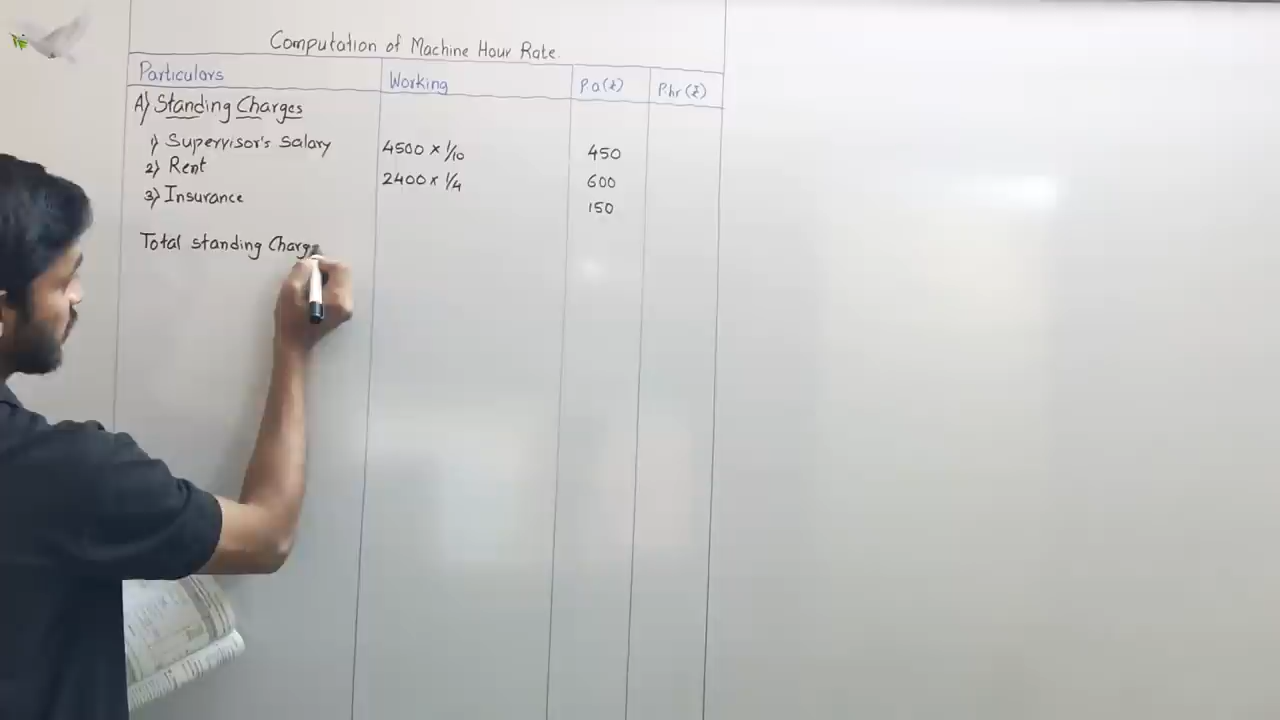 Computation of Machine Hour Rate.
Particulars Working P.a(₹) Phr(₹)
A) Standing Charges
1) Supervisor's Salary 4500 × 1/10 450
2) Rent 2400 × 1/4 600
3) Insurance 150
Total standing Charge